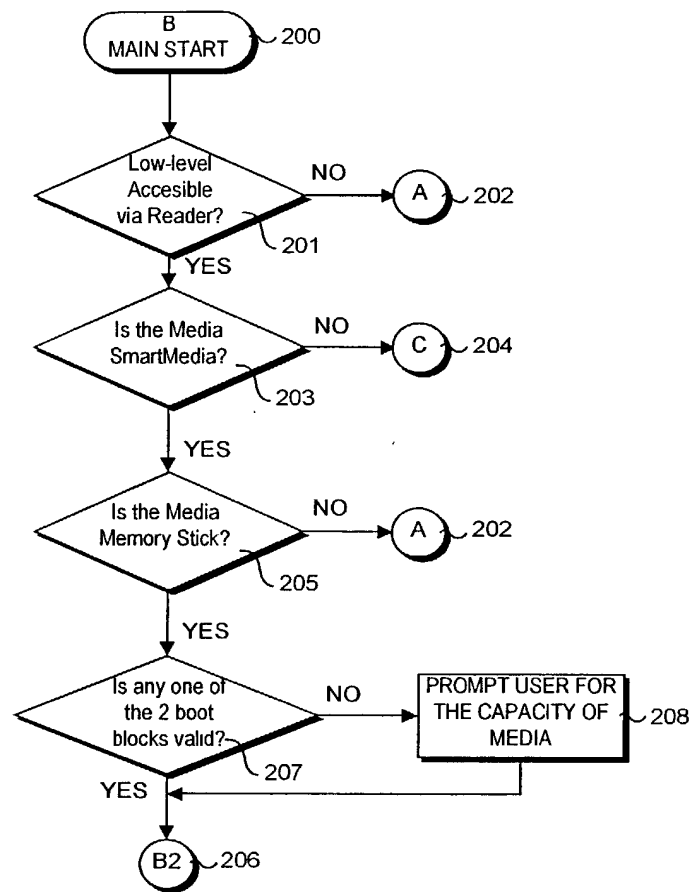 B
MAIN START
200
Low-level
Accesible
via Reader?
201
NO
A
202
YES
Is the Media
SmartMedia?
203
NO
C
204
YES
Is the Media
Memory Stick?
205
NO
A
202
YES
Is any one of
the 2 boot
blocks valid?
207
NO
PROMPT USER FOR
THE CAPACITY OF
MEDIA
208
YES
B2
206